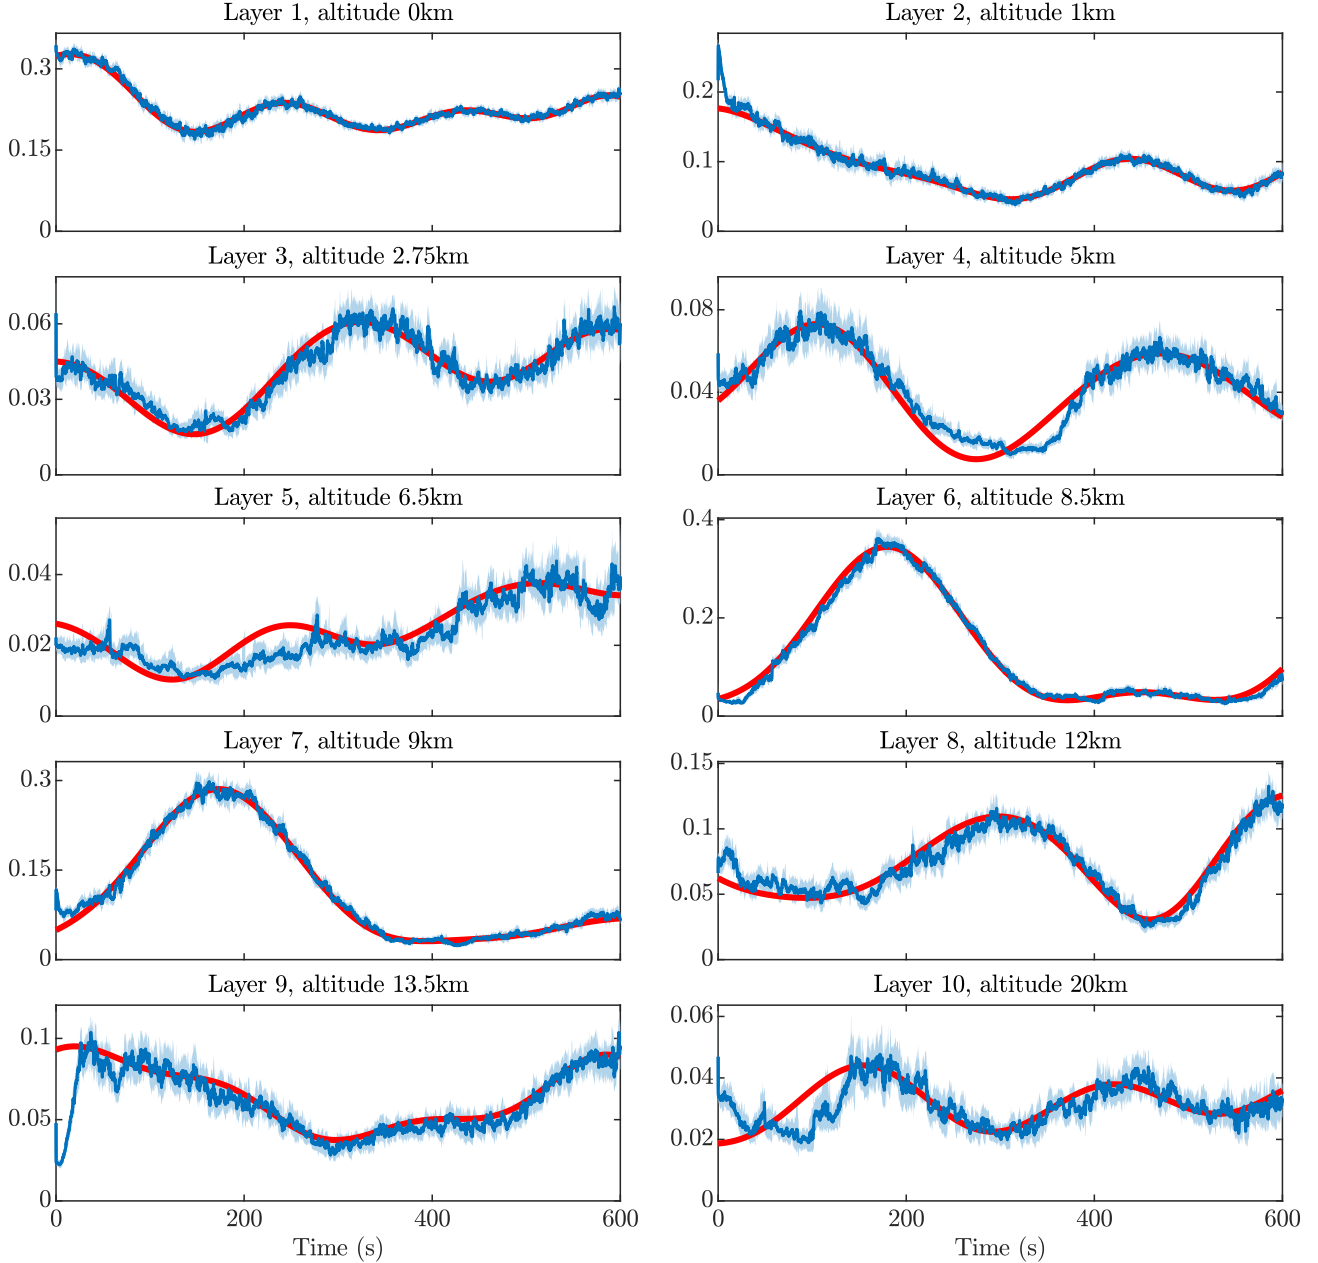 Layer 1, altitude 0km
0.3
0.15
0
Layer 2, altitude 1km
0.2
0.1
0
Layer 3, altitude 2.75km
0.06
0.03
0
Layer 4, altitude 5km
0.08
0.04
0
Layer 5, altitude 6.5km
0.04
0.02
0
Layer 6, altitude 8.5km
0.4
0.2
0
Layer 7, altitude 9km
0.3
0.15
0
Layer 8, altitude 12km
0.15
0.1
0.05
0
Layer 9, altitude 13.5km
0.1
0.05
0
0 200 400 600
Time (s)
Layer 10, altitude 20km
0.06
0.04
0.02
0
0 200 400 600
Time (s)